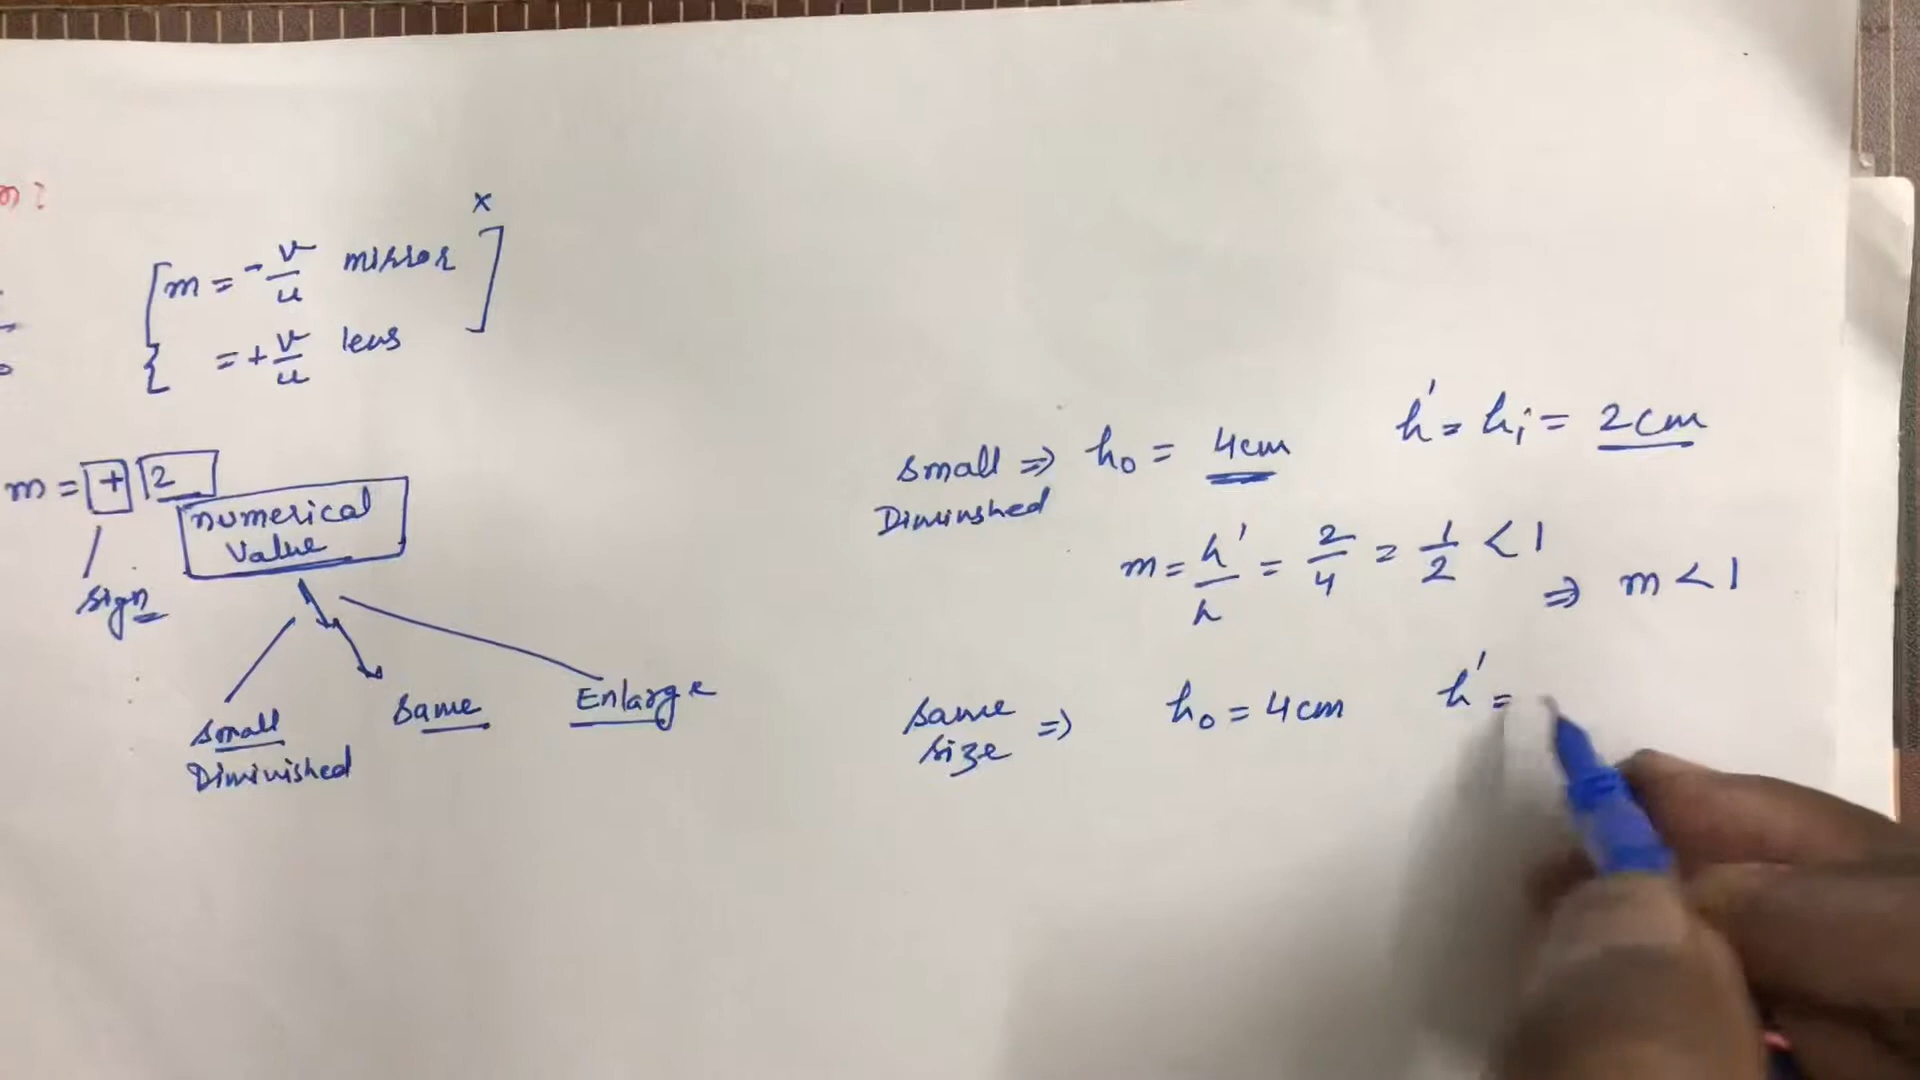 m?
x
m = - v/u mirror
= + v/u lens
m = + 2
numerical
value
sign
small
Diminished
same
Enlarge
small ⇒ h₀ = 4cm h' = hᵢ = 2cm
Diminshed
m = h'/h = 2/4 = 1/2 < 1
⇒ m < 1
same
size ⇒ h₀ = 4cm h' =